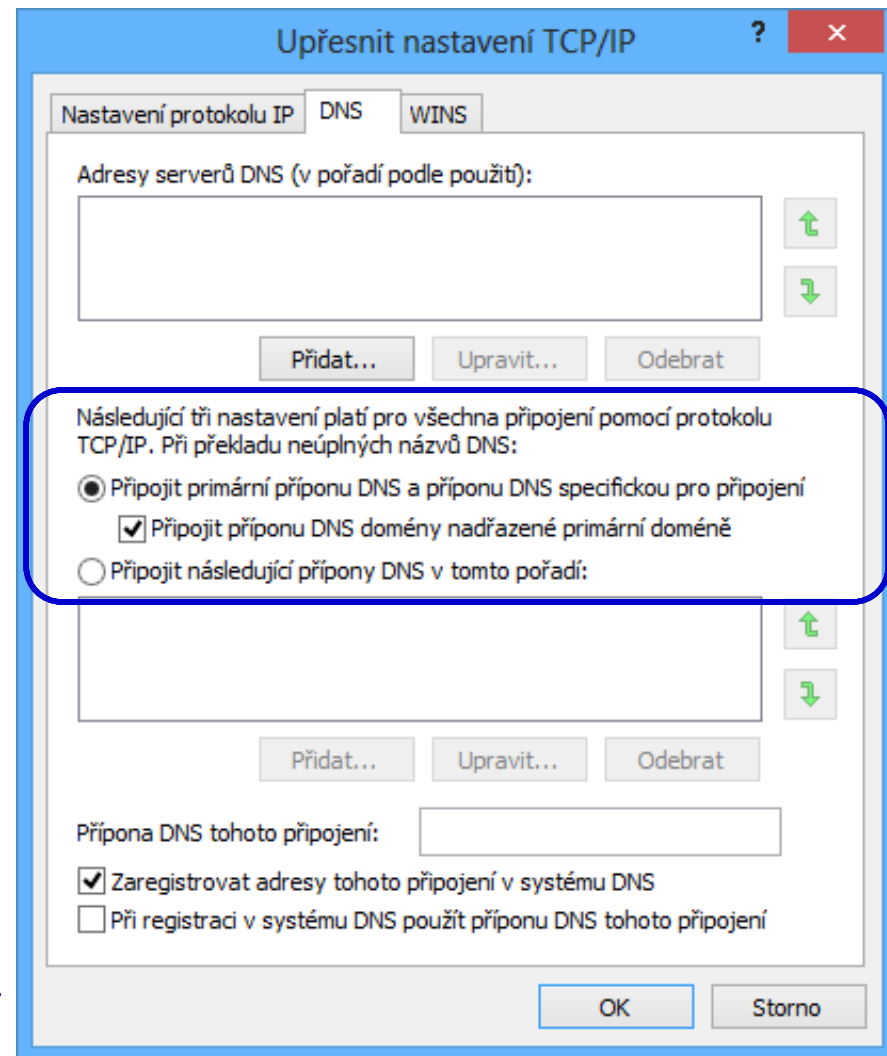 Upřesnit nastavení TCP/IP
?
Nastavení protokolu IP DNS WINS
Adresy serverů DNS (v pořadí podle použití):
Přidat... Upravit... Odebrat
Následující tři nastavení platí pro všechna připojení pomocí protokolu
TCP/IP. Při překladu neúplných názvů DNS:
Připojit primární příponu DNS a příponu DNS specifickou pro připojení
Připojit příponu DNS domény nadřazené primární doméně
Připojit následující přípony DNS v tomto pořadí:
Přidat... Upravit... Odebrat
Přípona DNS tohoto připojení:
Zaregistrovat adresy tohoto připojení v systému DNS
Při registraci v systému DNS použít příponu DNS tohoto připojení
OK Storno